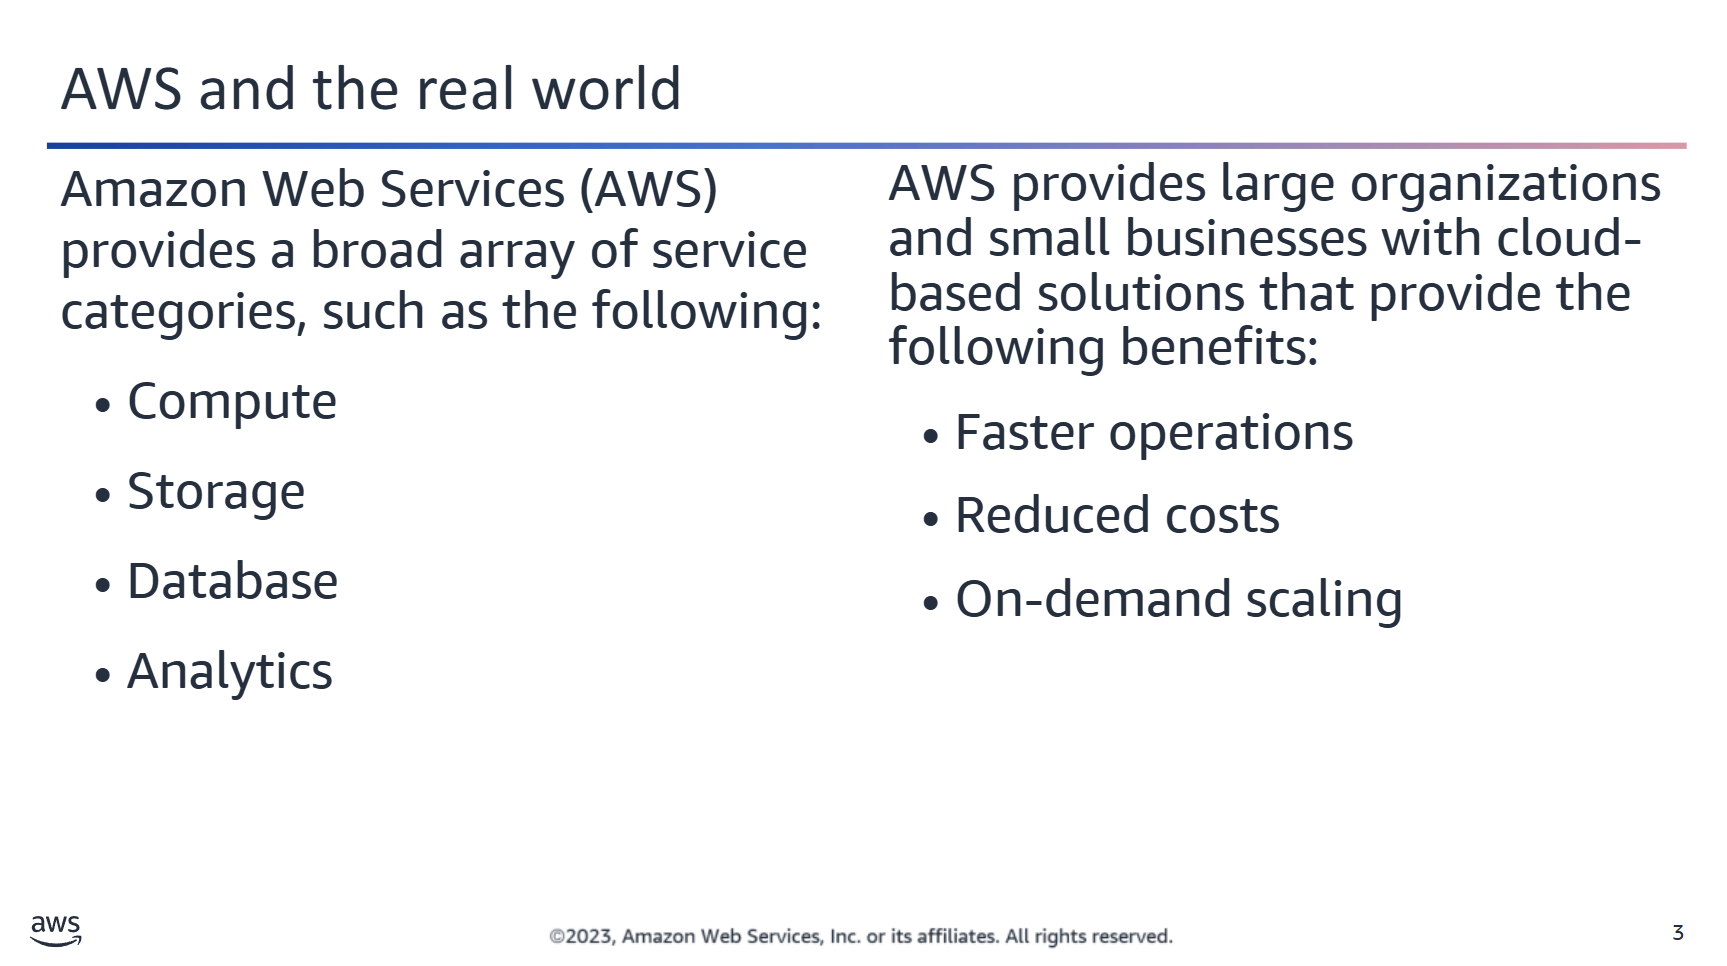 AWS and the real world
Amazon Web Services (AWS)
provides a broad array of service
categories, such as the following:
• Compute
• Storage
• Database
• Analytics
AWS provides large organizations
and small businesses with cloud-
based solutions that provide the
following benefits:
• Faster operations
• Reduced costs
• On-demand scaling
aws
©2023, Amazon Web Services, Inc. or its affiliates. All rights reserved.
3